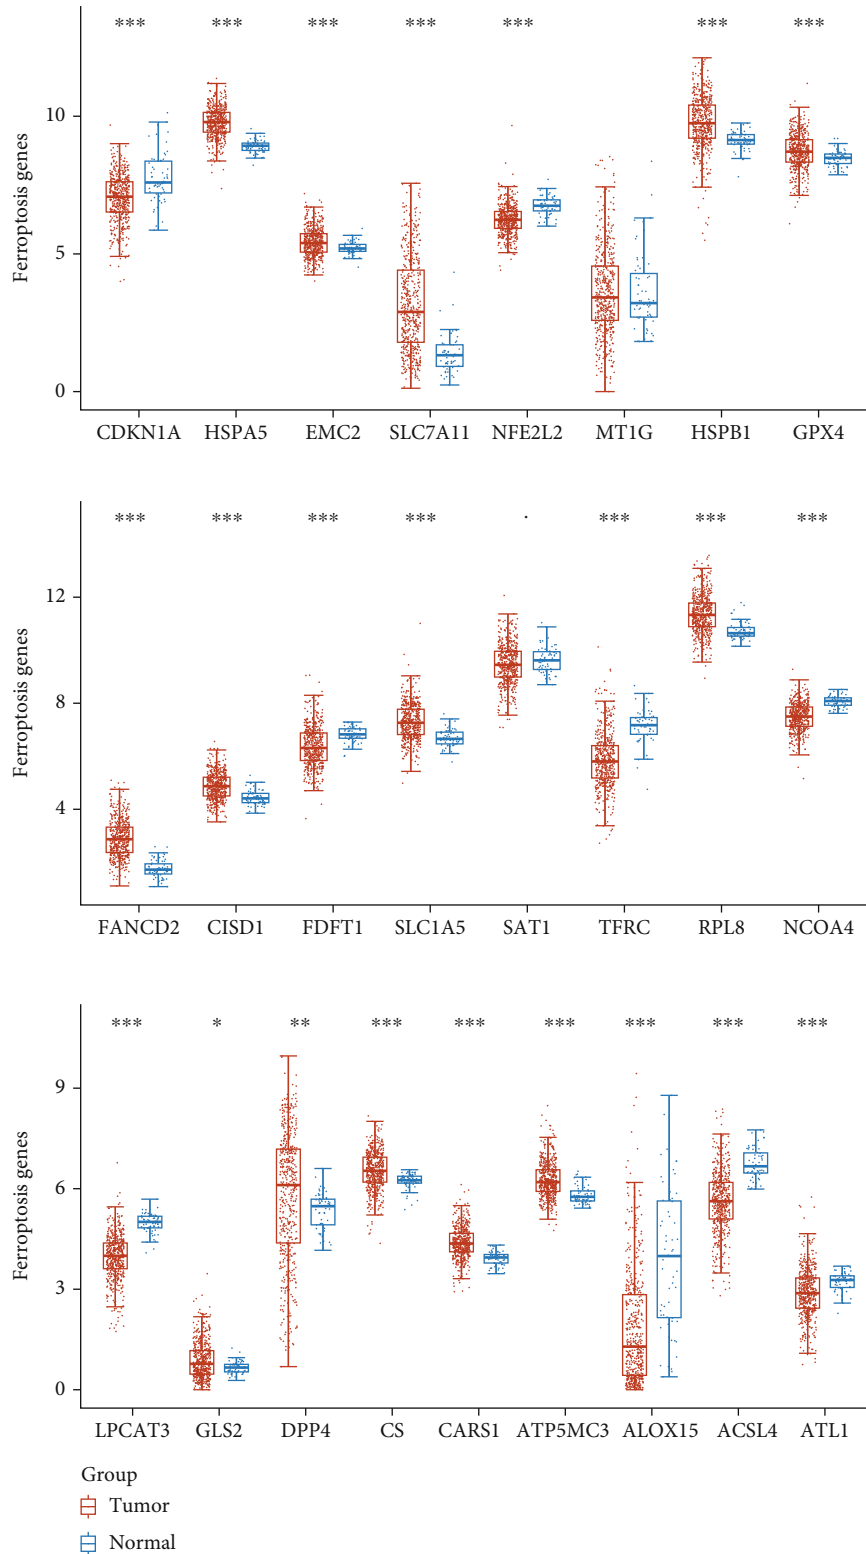 *** *** *** *** *** *** ***
Ferroptosis genes
10
5
0
CDKN1A HSPA5 EMC2 SLC7A11 NFE2L2 MT1G HSPB1 GPX4
*** *** *** *** . *** *** ***
Ferroptosis genes
12
8
4
FANCD2 CISD1 FDFT1 SLC1A5 SAT1 TFRC RPL8 NCOA4
*** * ** *** *** *** *** *** ***
Ferroptosis genes
9
6
3
0
LPCAT3 GLS2 DPP4 CS CARS1 ATP5MC3 ALOX15 ACSL4 ATL1
Group
Tumor
Normal